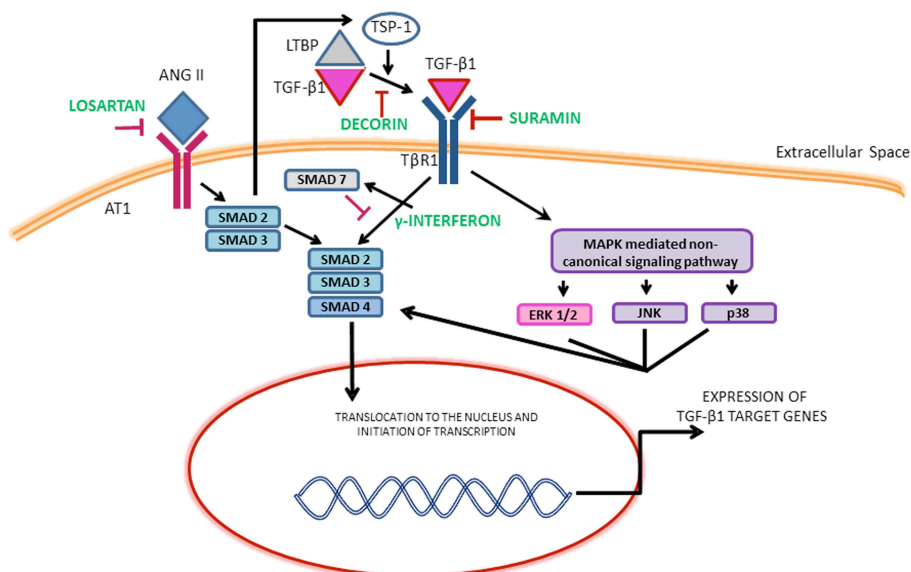 TSP-1
LTBP
TGF-β1
TGF-β1
ANG II
LOSARTAN
DECORIN
SURAMIN
Extracellular Space
TβR1
AT1
SMAD 7
γ-INTERFERON
SMAD 2
SMAD 3
SMAD 2
SMAD 3
SMAD 4
MAPK mediated non-
canonical signaling pathway
ERK 1/2
JNK
p38
TRANSLOCATION TO THE NUCLEUS AND
INITIATION OF TRANSCRIPTION
EXPRESSION OF
TGF-β1 TARGET GENES